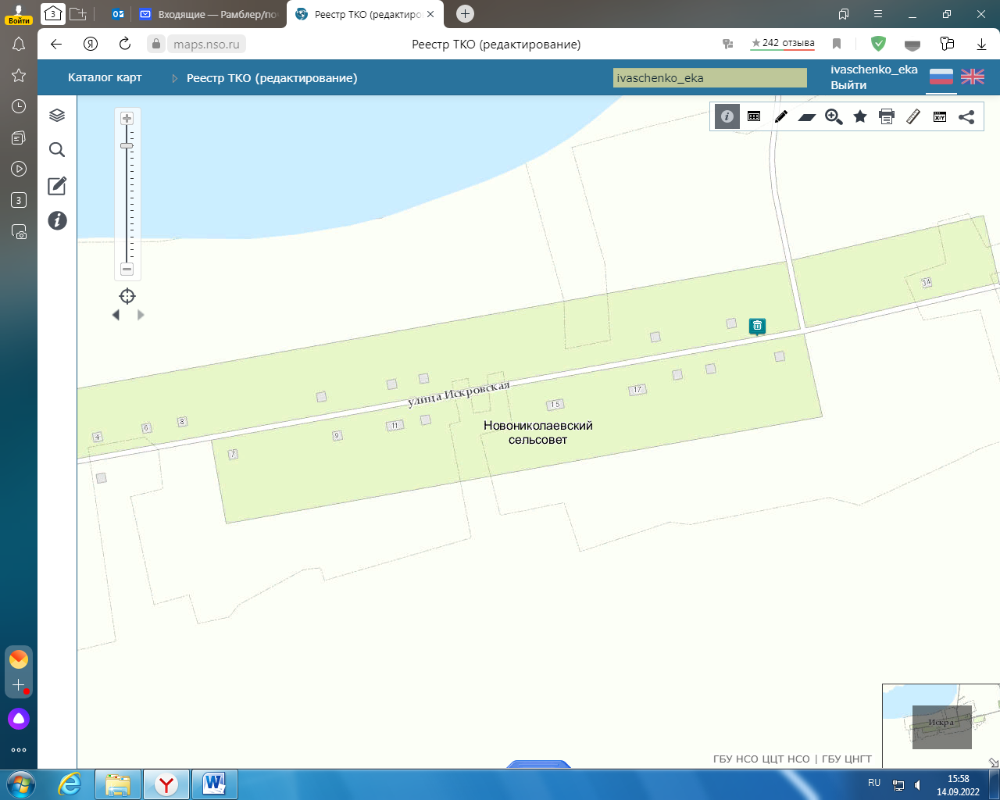 Входящие — Рамблер/поч
Реестр ТКО (редактиро
Войти
maps.nso.ru
Реестр ТКО (редактирование)
242 отзыва
Каталог карт
Реестр ТКО (редактирование)
ivaschenko_eka
ivaschenko_eka
Выйти
3
34
улица Искровская
17
15
4
6
8
9
11
7
Новониколаевский
сельсовет
Искра
ГБУ НСО ЦЦТ НСО | ГБУ ЦНГТ
RU
15:58
14.09.2022